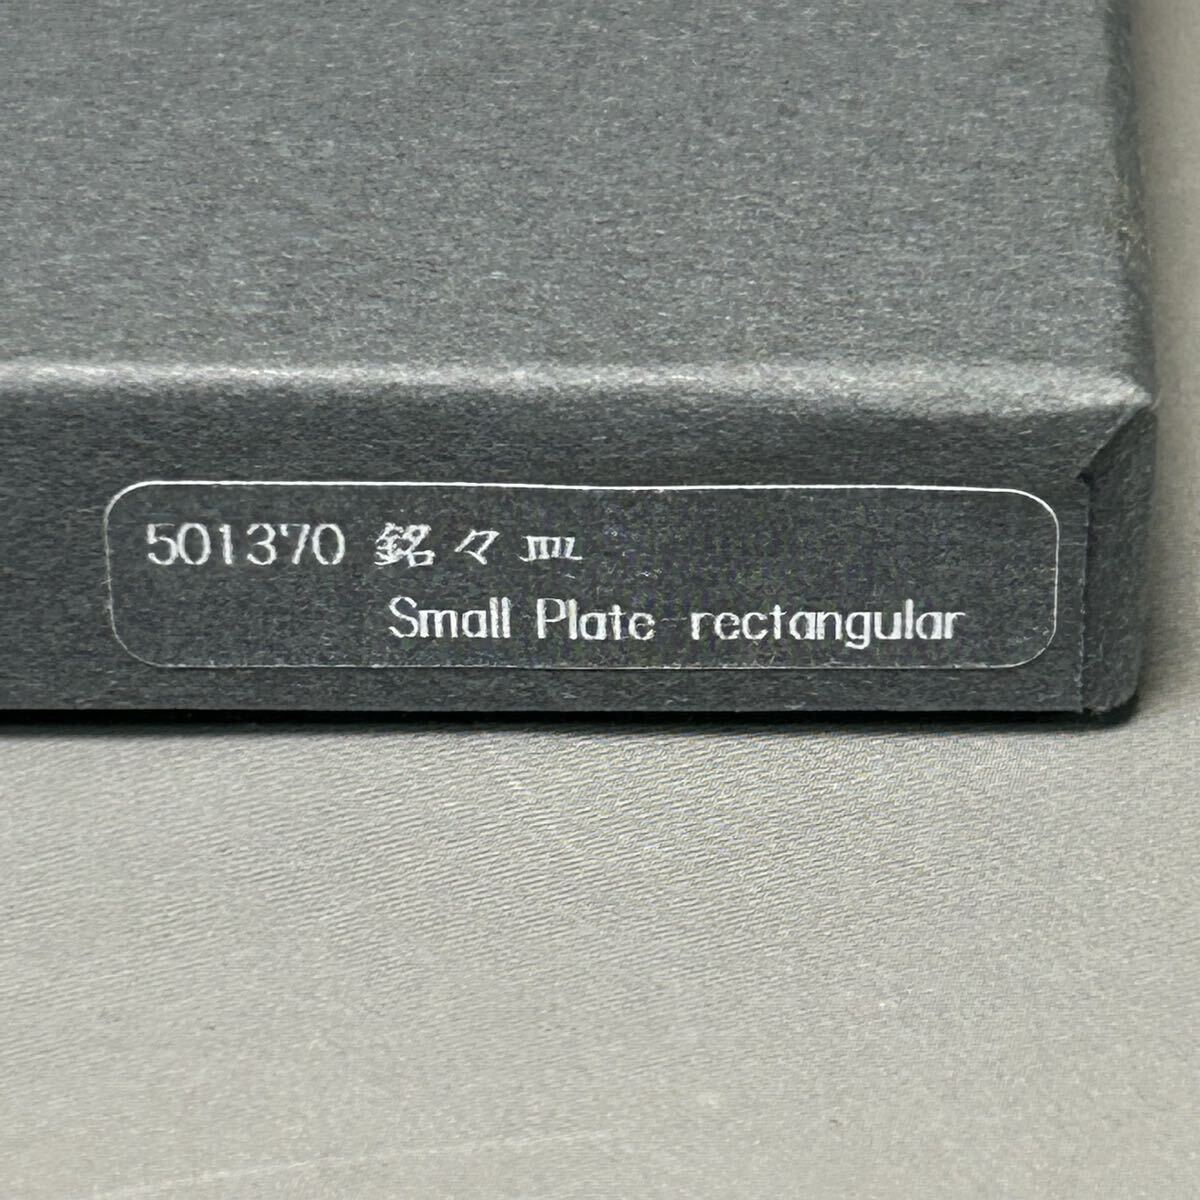 501370 銘々皿
Small Plate rectangular